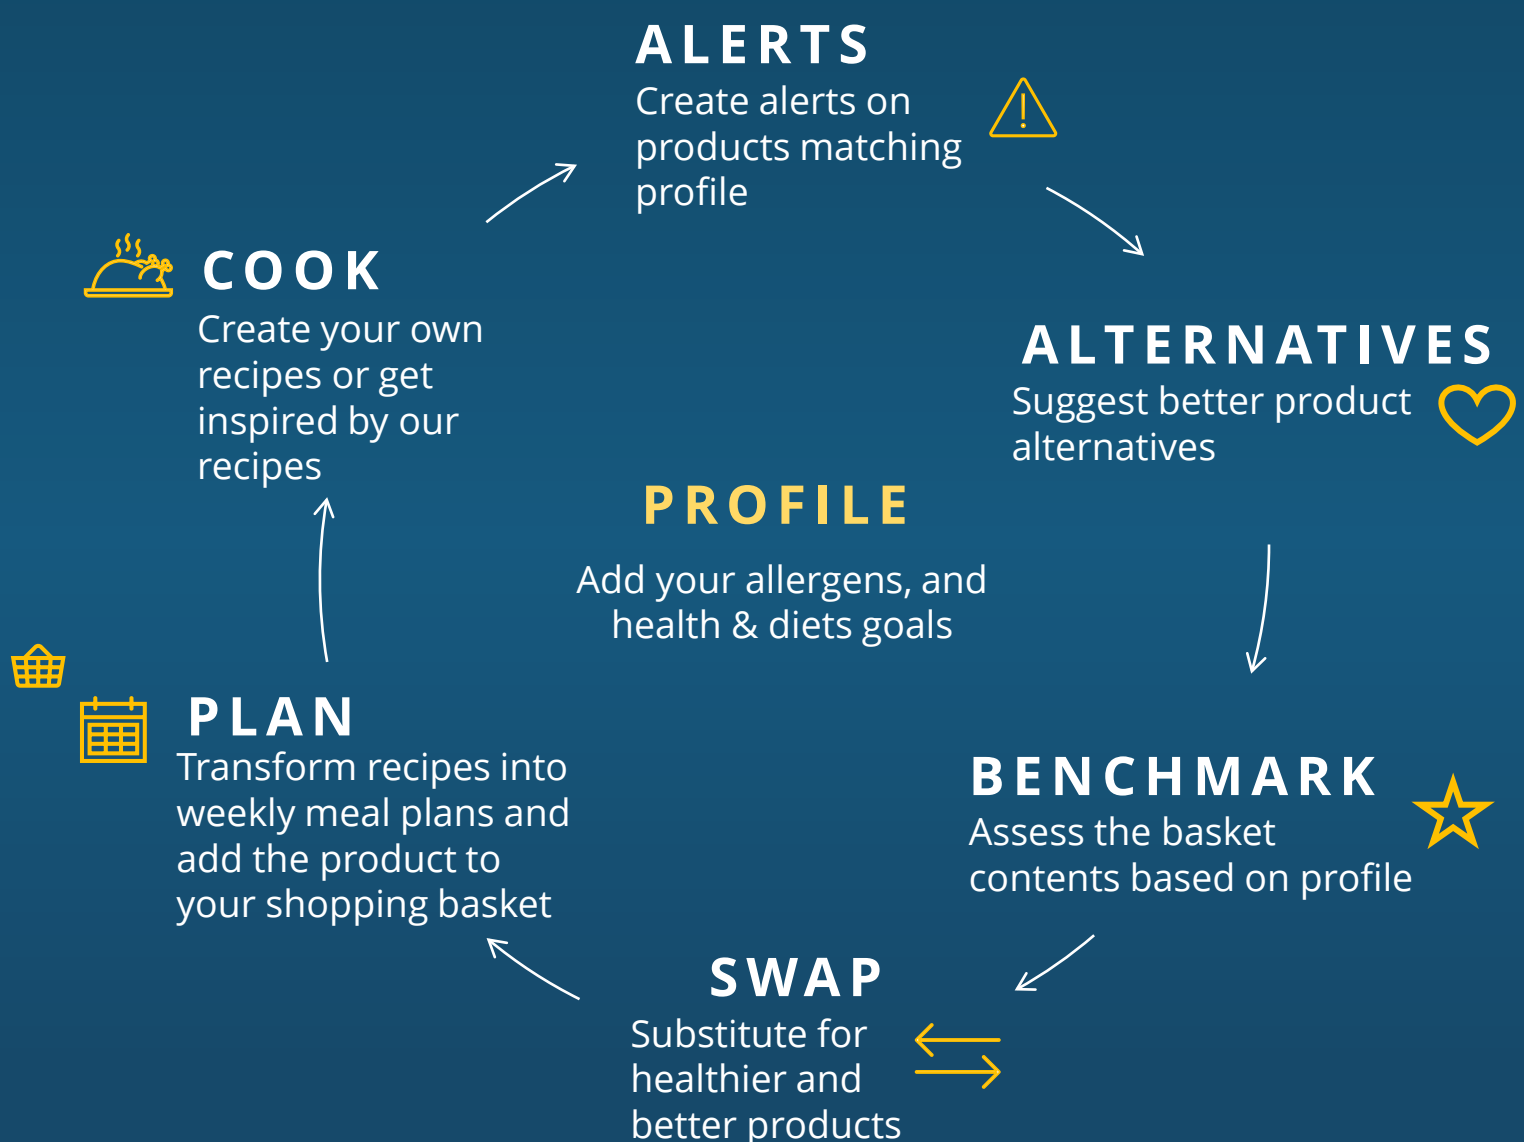 ALERTS
Create alerts on
products matching
profile
ALTERNATIVES
Suggest better product
alternatives
BENCHMARK
Assess the basket
contents based on profile
SWAP
Substitute for
healthier and
better products
PLAN
Transform recipes into
weekly meal plans and
add the product to
your shopping basket
COOK
Create your own
recipes or get
inspired by our
recipes
PROFILE
Add your allergens, and
health & diets goals